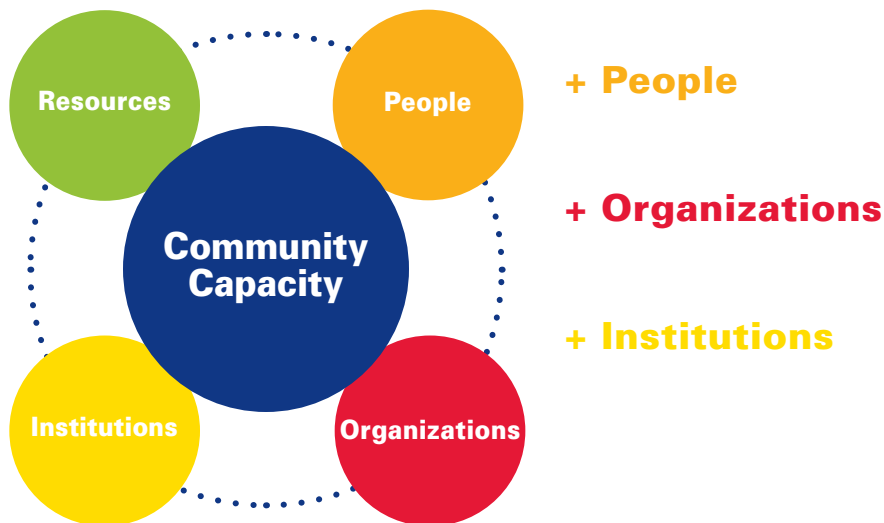 Resources
People
Community
Capacity
Institutions
Organizations
+ People
+ Organizations
+ Institutions